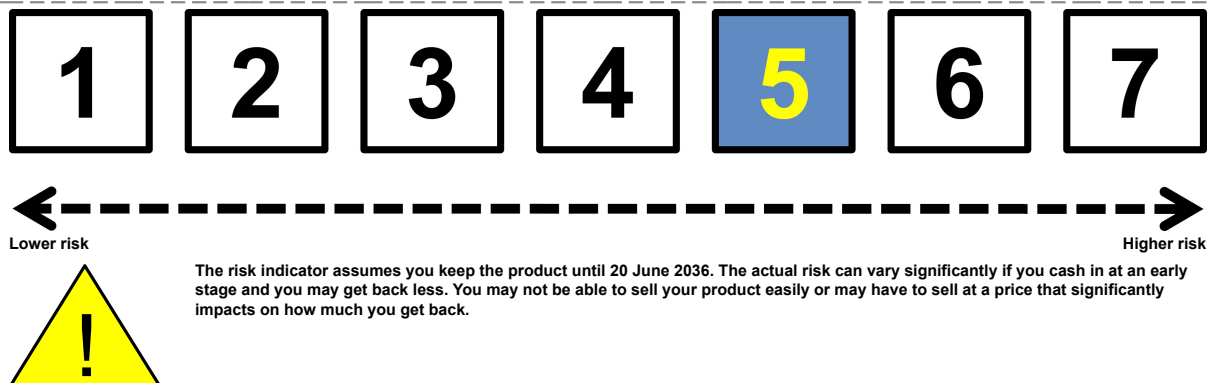 1 2 3 4 5 6 7
Lower risk Higher risk
The risk indicator assumes you keep the product until 20 June 2036. The actual risk can vary significantly if you cash in at an early
stage and you may get back less. You may not be able to sell your product easily or may have to sell at a price that significantly
impacts on how much you get back.
!